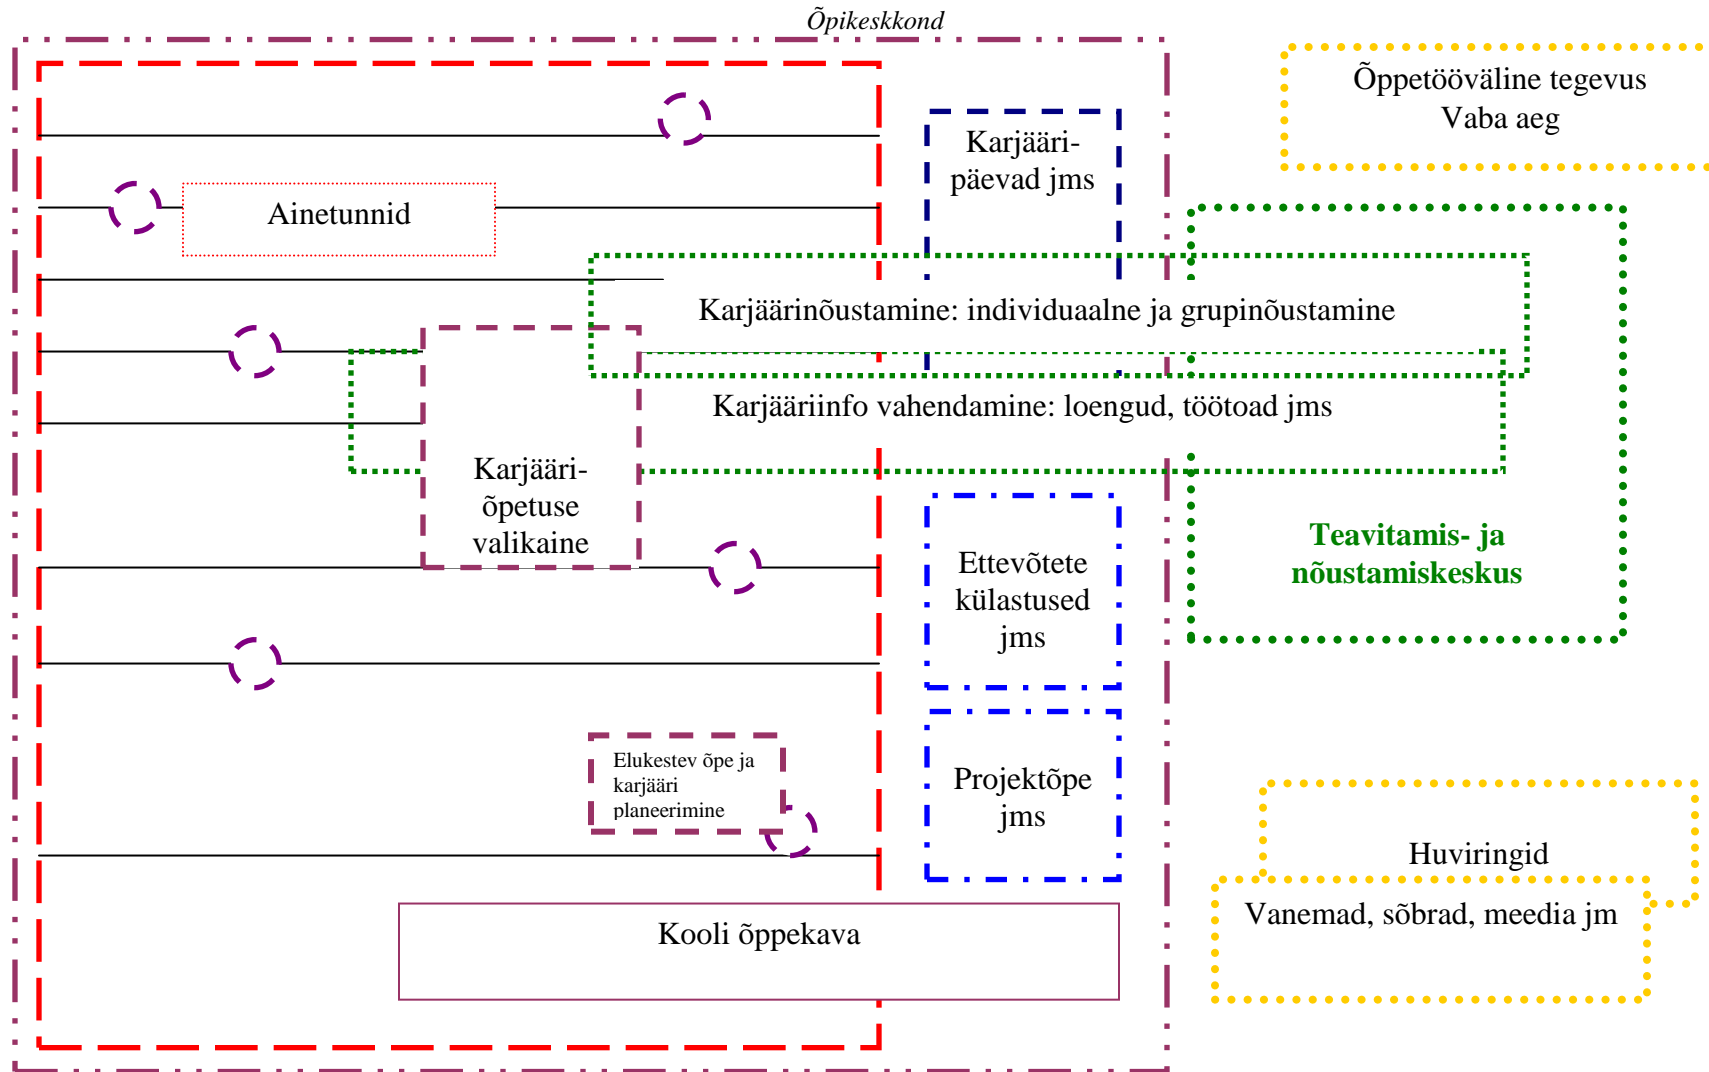 Õpikeskkond
Õppetööväline tegevus
Vaba aeg
Karjääri-
päevad jms
Ainetunnid
Karjäärinõustamine: individuaalne ja grupinõustamine
Karjääriinfo vahendamine: loengud, töötoad jms
Karjääri-
õpetuse
valikaine
Teavitamis- ja
nõustamiskeskus
Ettevõtete
külastused
jms
Elukestev õpe ja
karjääri
planeerimine
Projektõpe
jms
Huviringid
Vanemad, sõbrad, meedia jm
Kooli õppekava